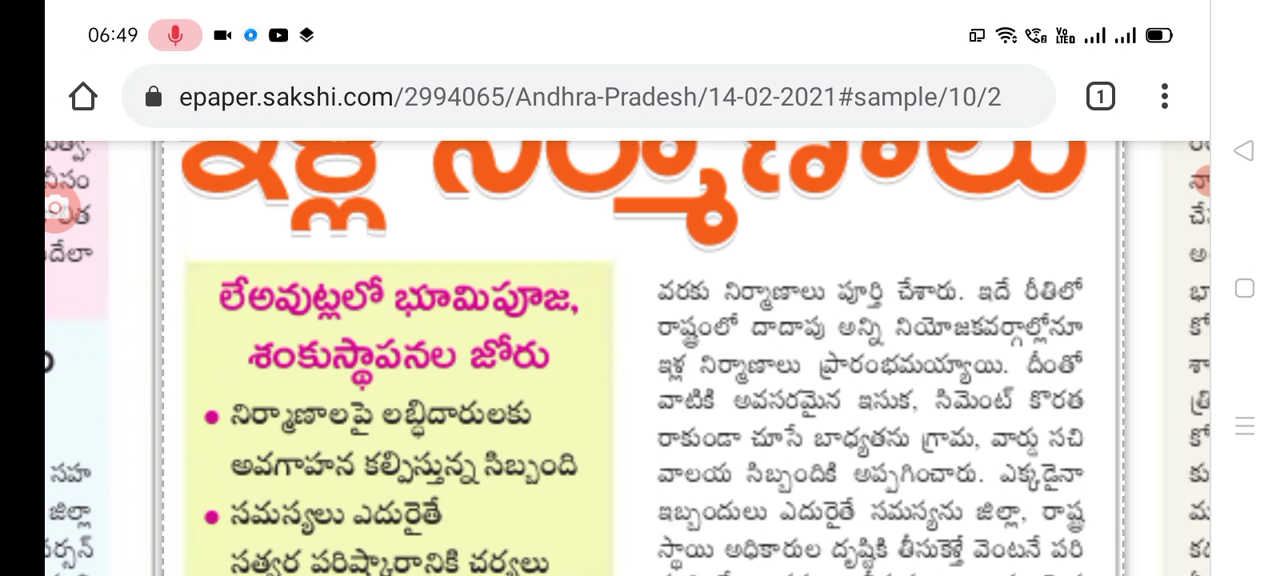 06:49
epaper.sakshi.com/2994065/Andhra-Pradesh/14-02-2021#sample/10/2
1
ఇళ్ల నిర్మాణాలు
లేఅవుట్లలో భూమిపూజ,
శంకుస్థాపనల జోరు
● నిర్మాణాలపై లబ్ధిదారులకు
అవగాహన కల్పిస్తున్న సిబ్బంది
● సమస్యలు ఎదురైతే
సత్వర పరిష్కారానికి చర్యలు
వరకు నిర్మాణాలు పూర్తి చేశారు. ఇదే రీతిలో
రాష్ట్రంలో దాదాపు అన్ని నియోజకవర్గాల్లోనూ
ఇళ్ల నిర్మాణాలు ప్రారంభమయ్యాయి. దీంతో
వాటికి అవసరమైన ఇసుక, సిమెంట్ కొరత
రాకుండా చూసే బాధ్యతను గ్రామ, వార్డు సచి
వాలయ సిబ్బందికి అప్పగించారు. ఎక్కడైనా
ఇబ్బందులు ఎదురైతే సమస్యను జిల్లా, రాష్ట్ర
స్థాయి అధికారుల దృష్టికి తీసుకెళ్తే వెంటనే పరి
సహ
జిల్లా